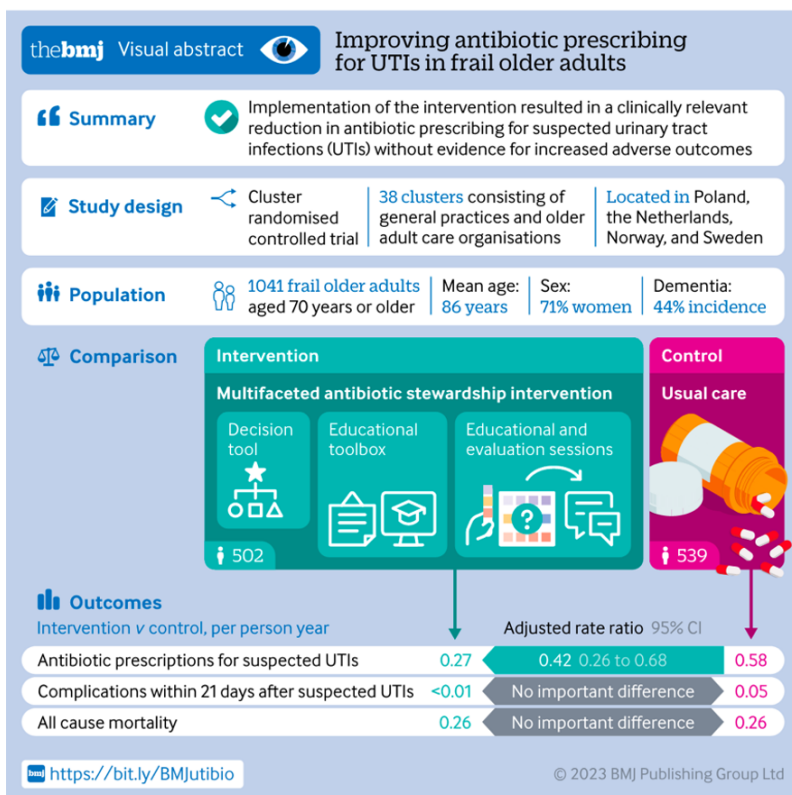 thebmj Visual abstract
Improving antibiotic prescribing
for UTIs in frail older adults
Summary
Implementation of the intervention resulted in a clinically relevant
reduction in antibiotic prescribing for suspected urinary tract
infections (UTIs) without evidence for increased adverse outcomes
Study design
Cluster
randomised
controlled trial
38 clusters consisting of
general practices and older
adult care organisations
Located in Poland,
the Netherlands,
Norway, and Sweden
Population
1041 frail older adults
aged 70 years or older
Mean age:
86 years
Sex:
71% women
Dementia:
44% incidence
Comparison
Intervention
Multifaceted antibiotic stewardship intervention
Decision
tool
Educational
toolbox
Educational and
evaluation sessions
?
502
Control
Usual care
539
Outcomes
Intervention v control, per person year
Adjusted rate ratio 95% CI
Antibiotic prescriptions for suspected UTIs 0.27 0.42 0.26 to 0.68 0.58
Complications within 21 days after suspected UTIs <0.01 No important difference 0.05
All cause mortality 0.26 No important difference 0.26
bmj https://bit.ly/BMJutibio
© 2023 BMJ Publishing Group Ltd